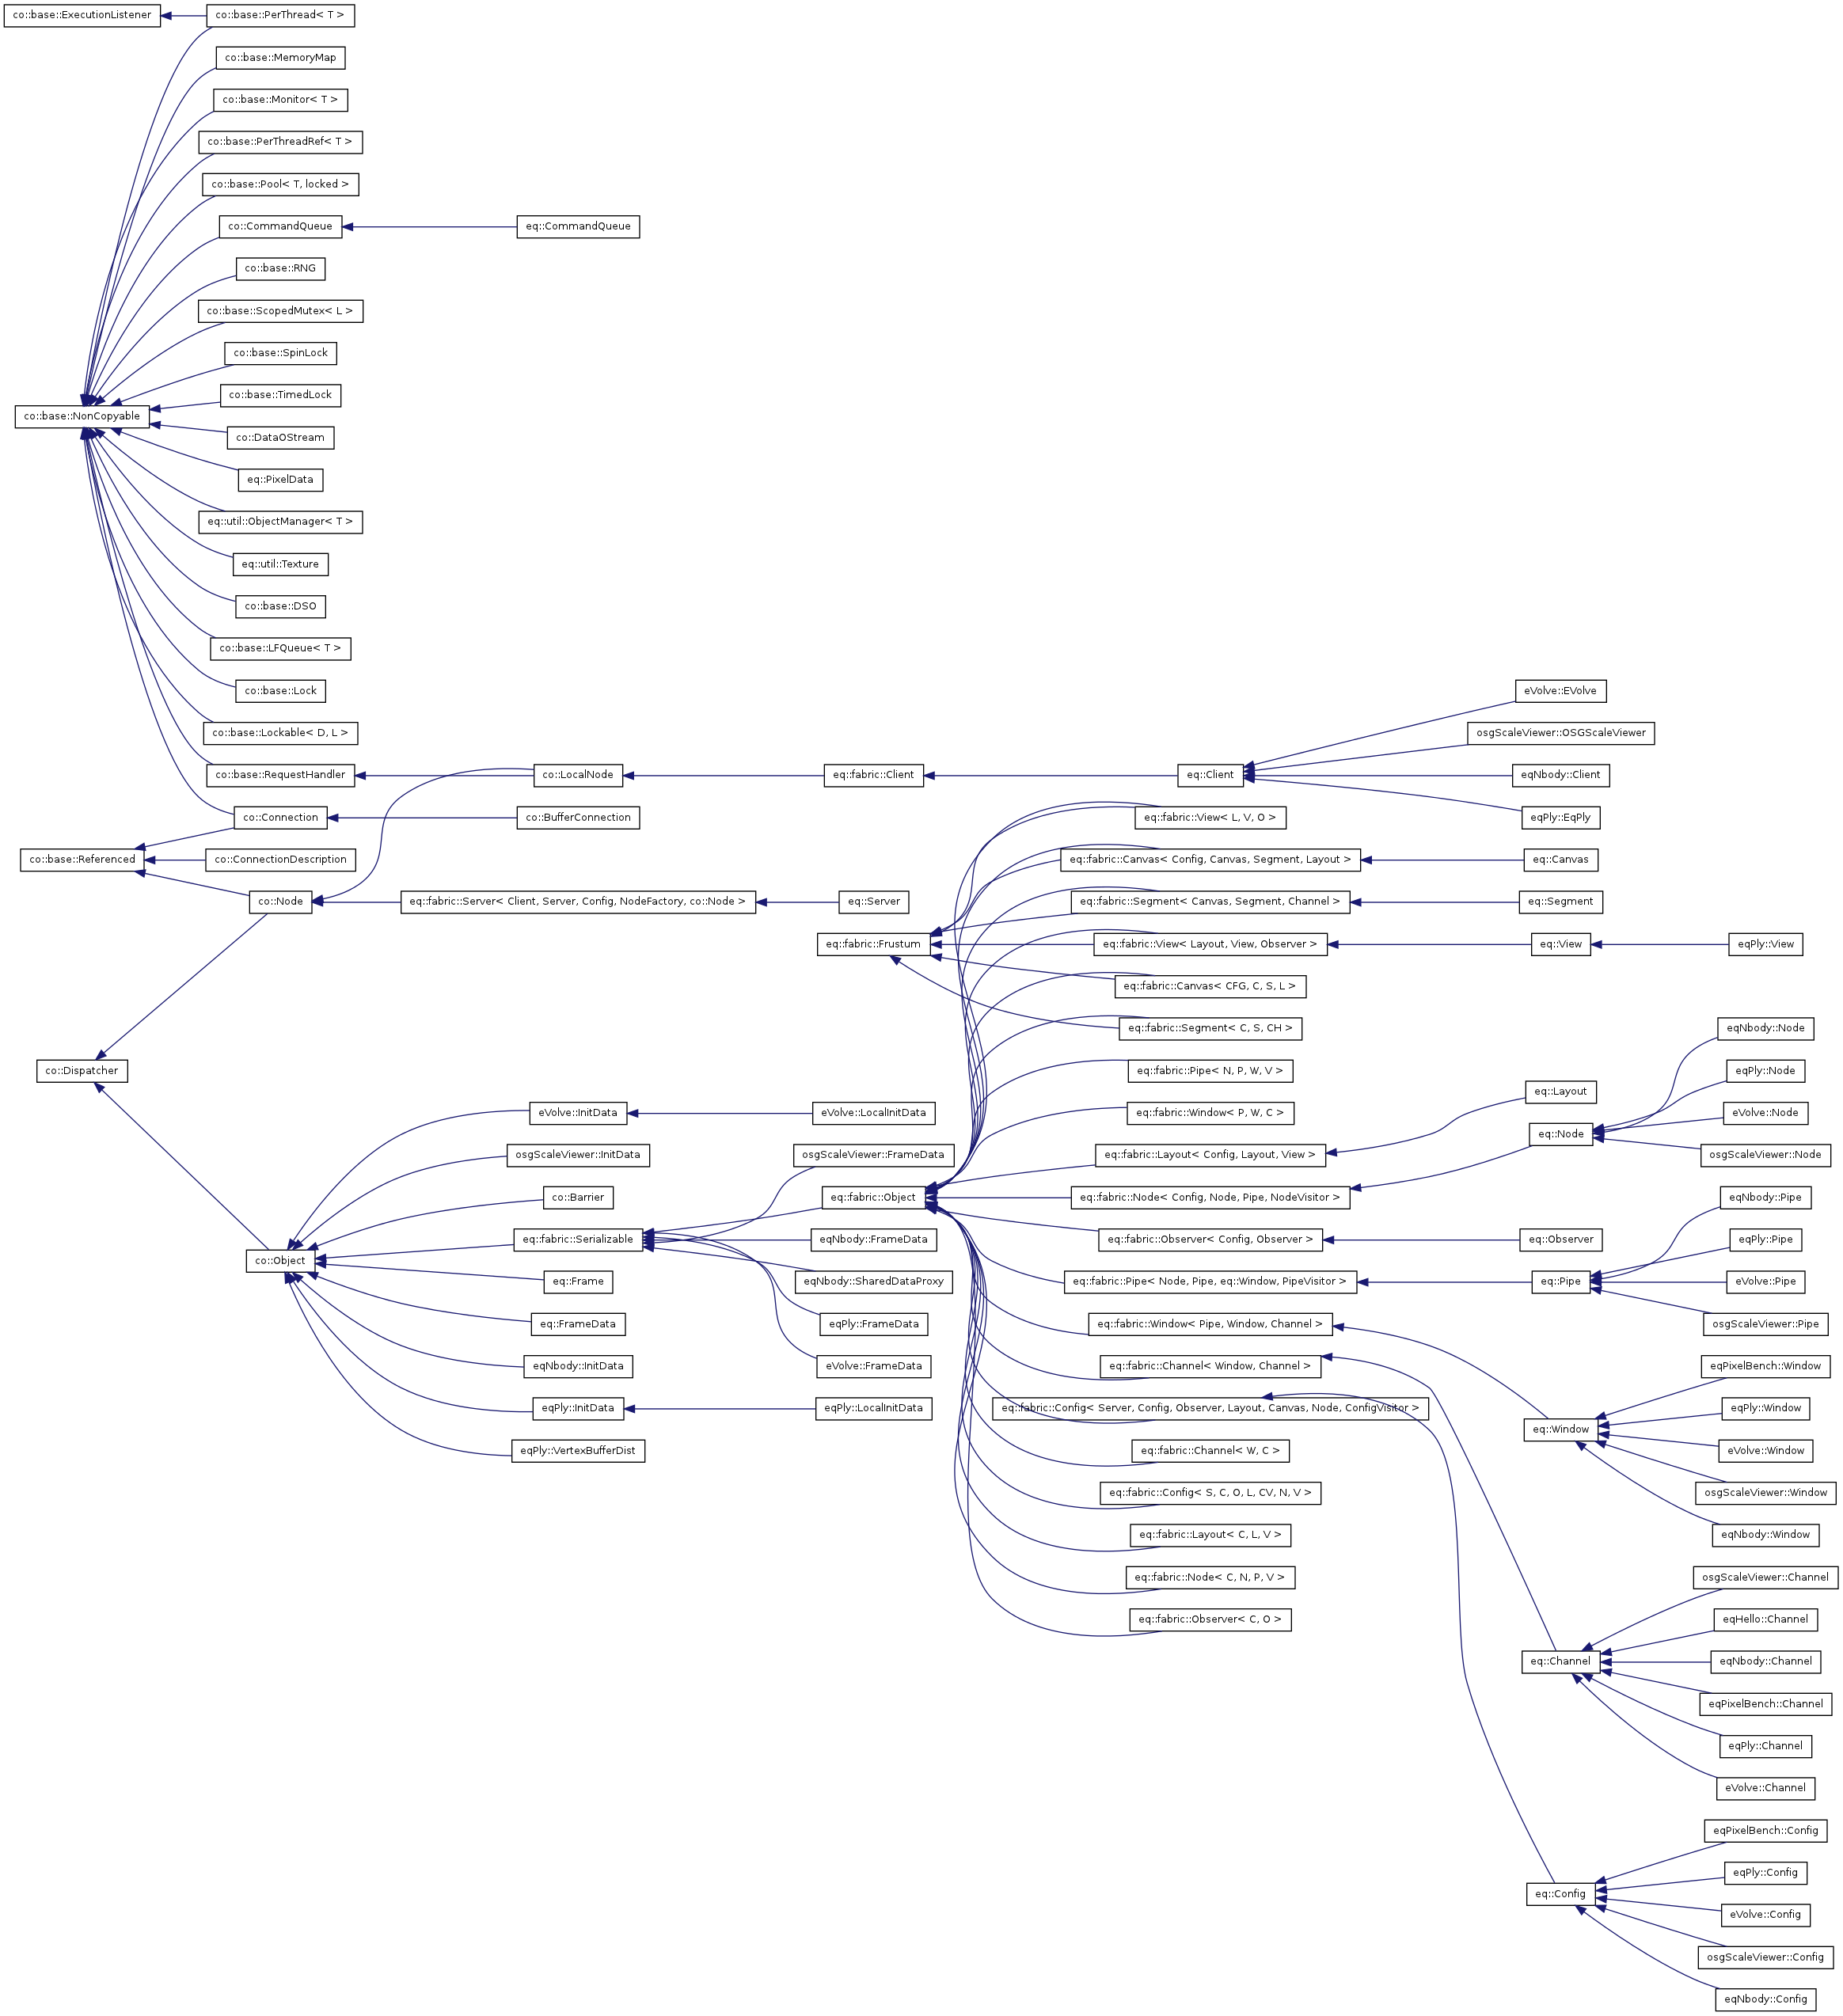 co::base::ExecutionListener
co::base::PerThread< T >
co::base::MemoryMap
co::base::Monitor< T >
co::base::PerThreadRef< T >
co::base::Pool< T, locked >
co::CommandQueue
eq::CommandQueue
co::base::RNG
co::base::ScopedMutex< L >
co::base::SpinLock
co::base::TimedLock
co::base::NonCopyable
co::DataOStream
eq::PixelData
eq::util::ObjectManager< T >
eq::util::Texture
co::base::DSO
co::base::LFQueue< T >
co::base::Lock
co::base::Lockable< D, L >
co::base::RequestHandler
co::LocalNode
eq::fabric::Client
eq::Client
eVolve::EVolve
osgScaleViewer::OSGScaleViewer
eqNbody::Client
eqPly::EqPly
co::Connection
co::BufferConnection
co::base::Referenced
co::ConnectionDescription
co::Node
eq::fabric::Server< Client, Server, Config, NodeFactory, co::Node >
eq::Server
eq::fabric::Frustum
eq::fabric::View< L, V, O >
eq::fabric::Canvas< Config, Canvas, Segment, Layout >
eq::Canvas
eq::fabric::Segment< Canvas, Segment, Channel >
eq::Segment
eq::fabric::View< Layout, View, Observer >
eq::View
eqPly::View
eq::fabric::Canvas< CFG, C, S, L >
eq::fabric::Segment< C, S, CH >
eq::fabric::Pipe< N, P, W, V >
eq::fabric::Window< P, W, C >
co::Dispatcher
eVolve::InitData
eVolve::LocalInitData
osgScaleViewer::InitData
osgScaleViewer::FrameData
co::Barrier
eq::fabric::Object
eq::fabric::Serializable
eqNbody::FrameData
co::Object
eq::Frame
eqNbody::SharedDataProxy
eq::FrameData
eqPly::FrameData
eqNbody::InitData
eVolve::FrameData
eqPly::InitData
eqPly::LocalInitData
eqPly::VertexBufferDist
eq::fabric::Layout< Config, Layout, View >
eq::Layout
eq::fabric::Node< Config, Node, Pipe, NodeVisitor >
eq::Node
eqNbody::Node
eqPly::Node
eVolve::Node
osgScaleViewer::Node
eq::fabric::Observer< Config, Observer >
eq::Observer
eq::fabric::Pipe< Node, Pipe, eq::Window, PipeVisitor >
eq::Pipe
eqNbody::Pipe
eqPly::Pipe
eVolve::Pipe
osgScaleViewer::Pipe
eq::fabric::Window< Pipe, Window, Channel >
eq::fabric::Channel< Window, Channel >
eq::fabric::Config< Server, Config, Observer, Layout, Canvas, Node, ConfigVisitor >
eq::fabric::Channel< W, C >
eq::fabric::Config< S, C, O, L, CV, N, V >
eq::fabric::Layout< C, L, V >
eq::fabric::Node< C, N, P, V >
eq::fabric::Observer< C, O >
eq::Window
eqPixelBench::Window
eqPly::Window
eVolve::Window
osgScaleViewer::Window
eqNbody::Window
eq::Channel
osgScaleViewer::Channel
eqHello::Channel
eqNbody::Channel
eqPixelBench::Channel
eqPly::Channel
eVolve::Channel
eq::Config
eqPixelBench::Config
eqPly::Config
eVolve::Config
osgScaleViewer::Config
eqNbody::Config